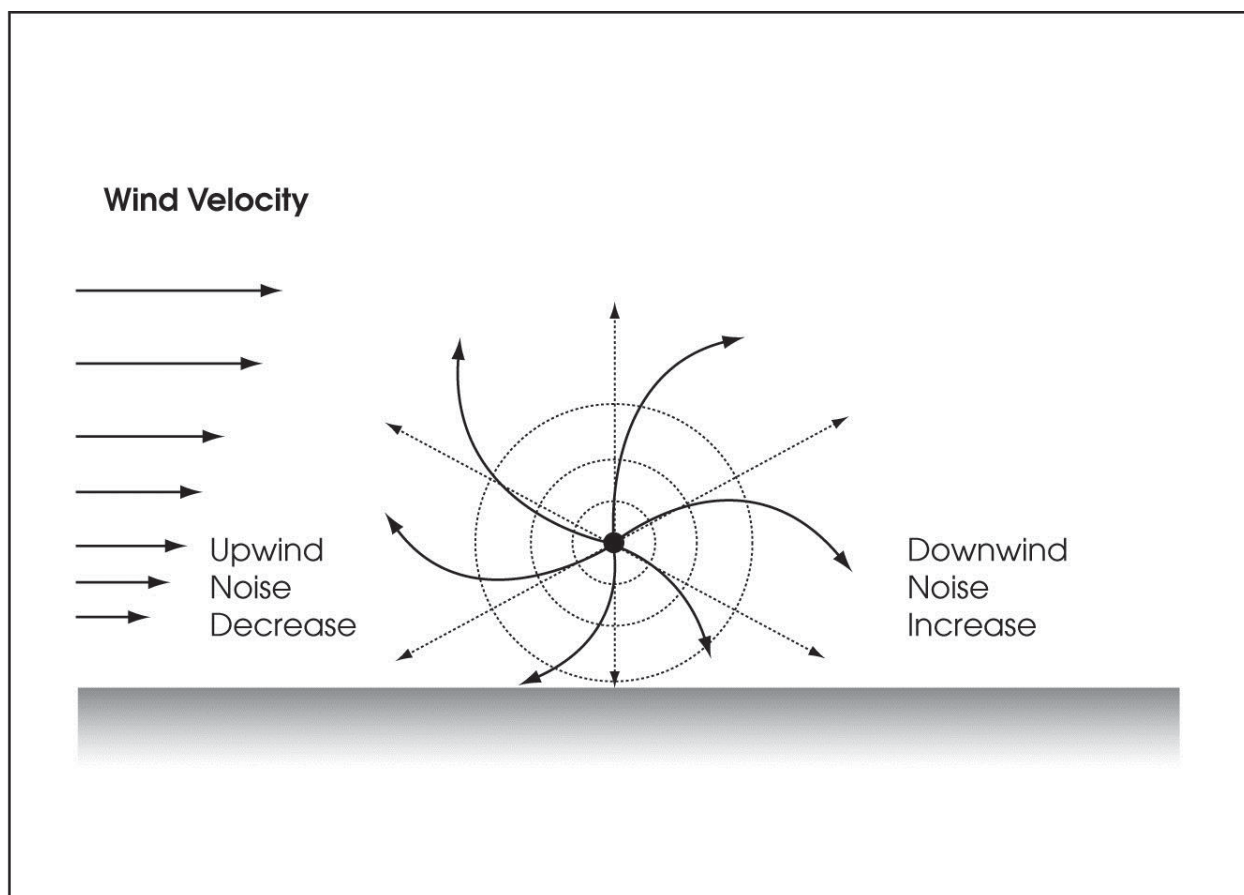 Wind Velocity
Upwind
Noise
Decrease
Downwind
Noise
Increase